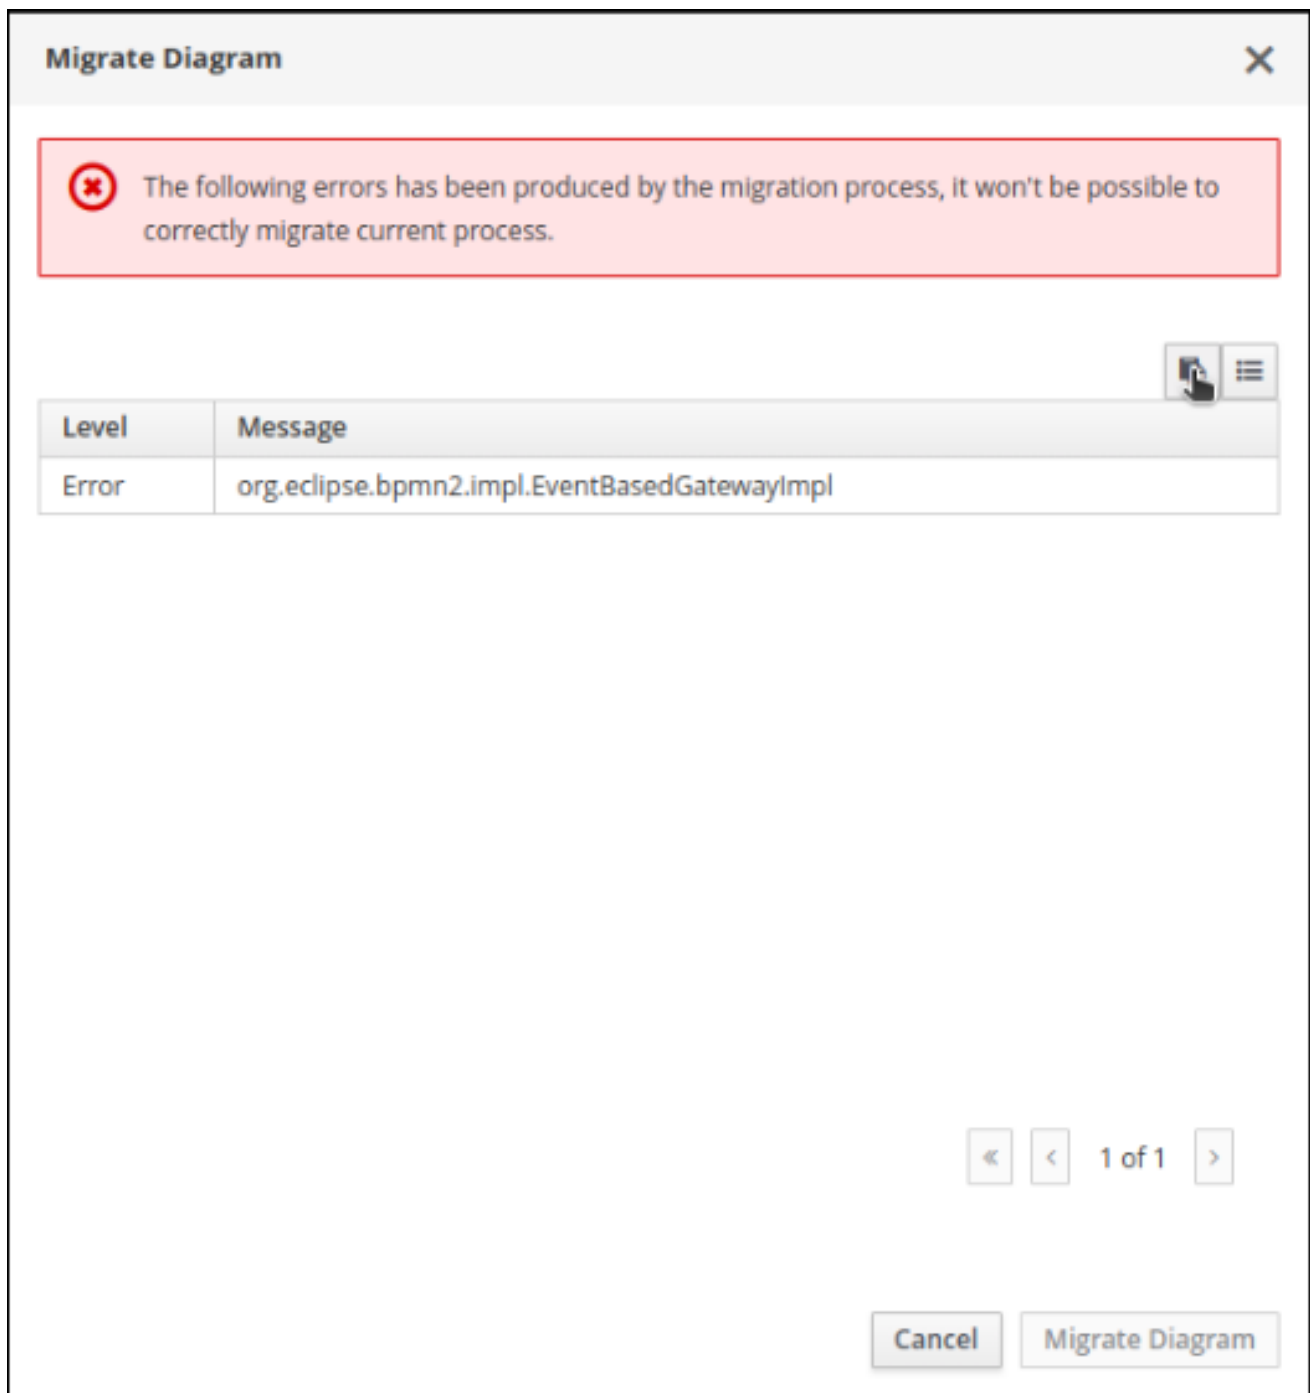 Migrate Diagram
The following errors has been produced by the migration process, it won't be possible to
correctly migrate current process.
Level Message
Error org.eclipse.bpmn2.impl.EventBasedGatewayImpl
« ‹ 1 of 1 ›
Cancel Migrate Diagram